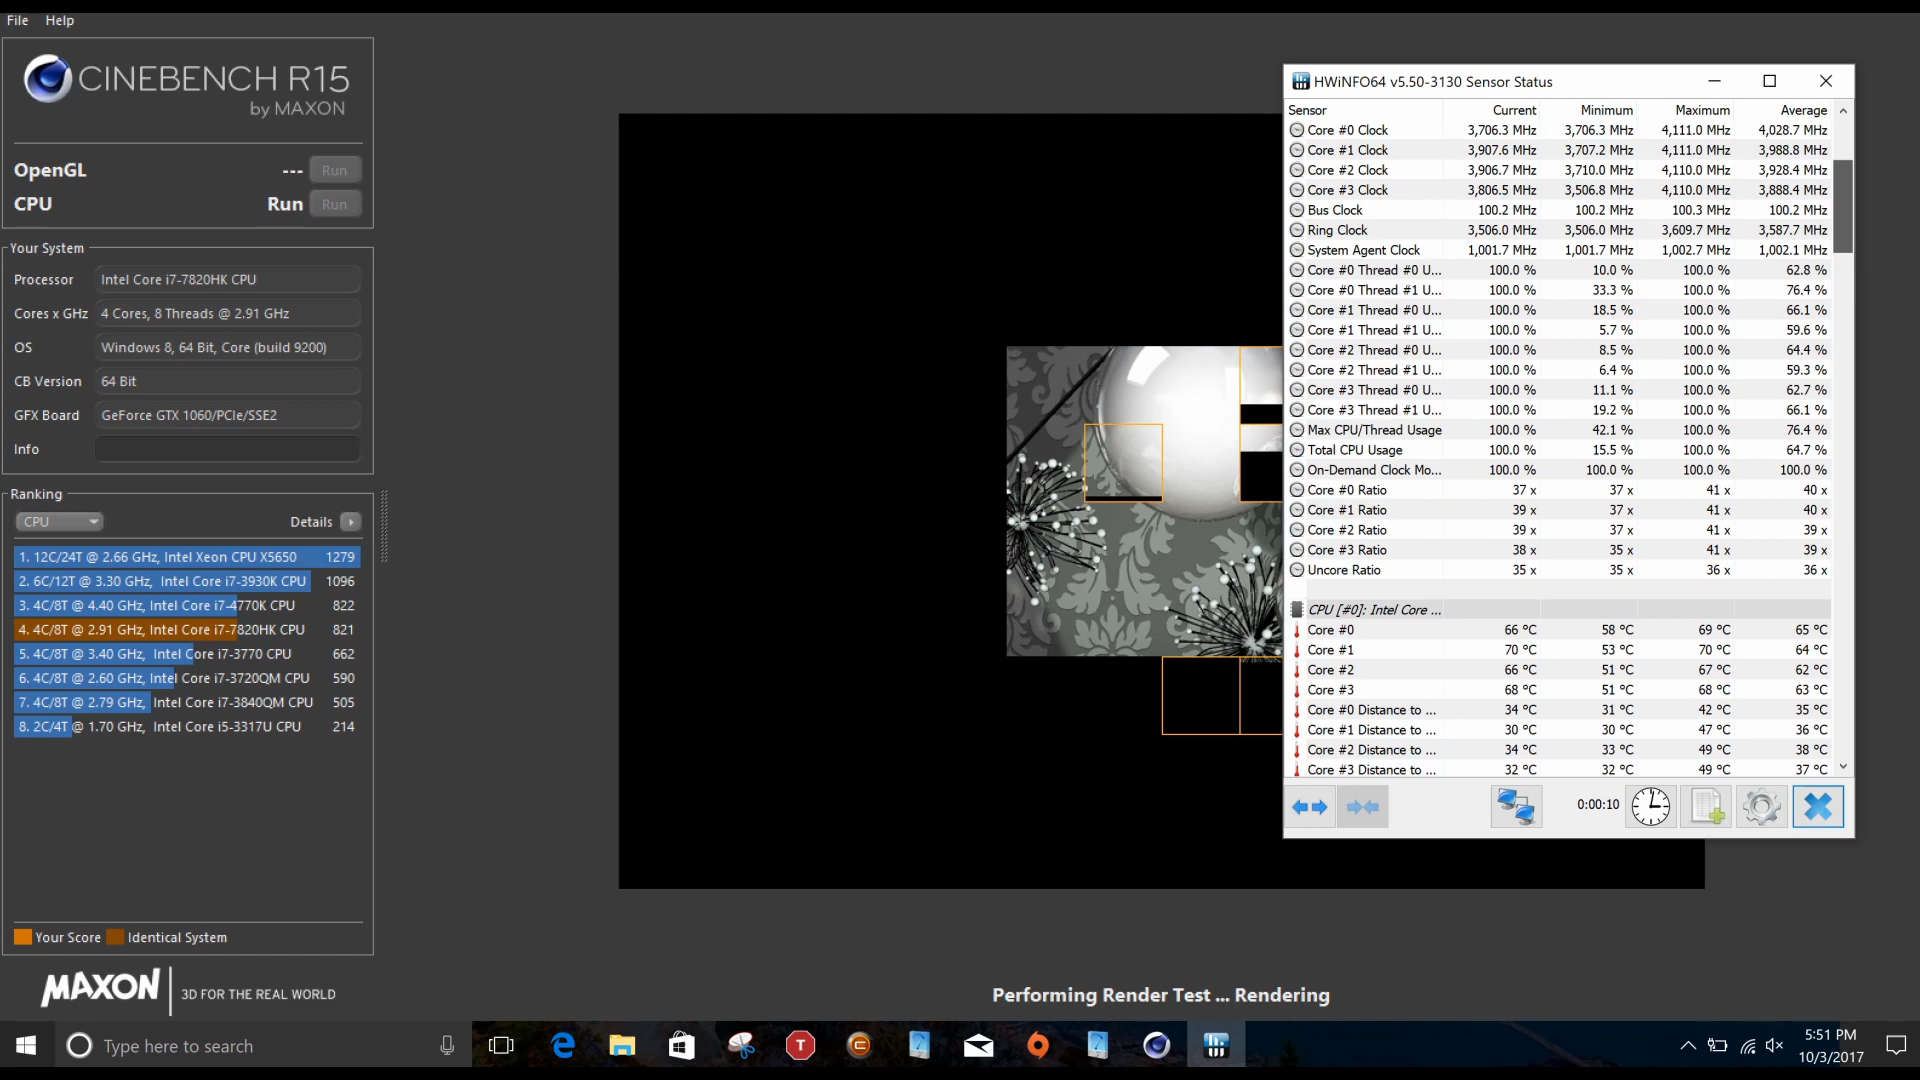 File Help
CINEBENCH R15
by MAXON
OpenGL --- Run
CPU Run Run
Your System
Processor Intel Core i7-7820HK CPU
Cores x GHz 4 Cores, 8 Threads @ 2.91 GHz
OS Windows 8, 64 Bit, Core (build 9200)
CB Version 64 Bit
GFX Board GeForce GTX 1060/PCIe/SSE2
Info
Ranking
CPU Details
1. 12C/24T @ 2.66 GHz, Intel Xeon CPU X5650 1279
2. 6C/12T @ 3.30 GHz, Intel Core i7-3930K CPU 1096
3. 4C/8T @ 4.40 GHz, Intel Core i7-4770K CPU 822
4. 4C/8T @ 2.91 GHz, Intel Core i7-7820HK CPU 821
5. 4C/8T @ 3.40 GHz, Intel Core i7-3770 CPU 662
6. 4C/8T @ 2.60 GHz, Intel Core i7-3720QM CPU 590
7. 4C/8T @ 2.79 GHz, Intel Core i7-3840QM CPU 505
8. 2C/4T @ 1.70 GHz, Intel Core i5-3317U CPU 214
Your Score Identical System
MAXON 3D FOR THE REAL WORLD
Performing Render Test ... Rendering
HWiNFO64 v5.50-3130 Sensor Status
Sensor Current Minimum Maximum Average
Core #0 Clock 3,706.3 MHz 3,706.3 MHz 4,111.0 MHz 4,028.7 MHz
Core #1 Clock 3,907.6 MHz 3,707.2 MHz 4,111.0 MHz 3,988.8 MHz
Core #2 Clock 3,906.7 MHz 3,710.0 MHz 4,110.0 MHz 3,928.4 MHz
Core #3 Clock 3,806.5 MHz 3,506.8 MHz 4,110.0 MHz 3,888.4 MHz
Bus Clock 100.2 MHz 100.2 MHz 100.3 MHz 100.2 MHz
Ring Clock 3,506.0 MHz 3,506.0 MHz 3,609.7 MHz 3,587.7 MHz
System Agent Clock 1,001.7 MHz 1,001.7 MHz 1,002.7 MHz 1,002.1 MHz
Core #0 Thread #0 U... 100.0 % 10.0 % 100.0 % 62.8 %
Core #0 Thread #1 U... 100.0 % 33.3 % 100.0 % 76.4 %
Core #1 Thread #0 U... 100.0 % 18.5 % 100.0 % 66.1 %
Core #1 Thread #1 U... 100.0 % 5.7 % 100.0 % 59.6 %
Core #2 Thread #0 U... 100.0 % 8.5 % 100.0 % 64.4 %
Core #2 Thread #1 U... 100.0 % 6.4 % 100.0 % 59.3 %
Core #3 Thread #0 U... 100.0 % 11.1 % 100.0 % 62.7 %
Core #3 Thread #1 U... 100.0 % 19.2 % 100.0 % 66.1 %
Max CPU/Thread Usage 100.0 % 42.1 % 100.0 % 76.4 %
Total CPU Usage 100.0 % 15.5 % 100.0 % 64.7 %
On-Demand Clock Mo... 100.0 % 100.0 % 100.0 % 100.0 %
Core #0 Ratio 37 x 37 x 41 x 40 x
Core #1 Ratio 39 x 37 x 41 x 40 x
Core #2 Ratio 39 x 37 x 41 x 39 x
Core #3 Ratio 38 x 35 x 41 x 39 x
Uncore Ratio 35 x 35 x 36 x 36 x
CPU [#0]: Intel Core ...
Core #0 66 °C 58 °C 69 °C 65 °C
Core #1 70 °C 53 °C 70 °C 64 °C
Core #2 66 °C 51 °C 67 °C 62 °C
Core #3 68 °C 51 °C 68 °C 63 °C
Core #0 Distance to ... 34 °C 31 °C 42 °C 35 °C
Core #1 Distance to ... 30 °C 30 °C 47 °C 36 °C
Core #2 Distance to ... 34 °C 33 °C 49 °C 38 °C
Core #3 Distance to ... 32 °C 32 °C 49 °C 37 °C
0:00:10
Type here to search
5:51 PM
10/3/2017